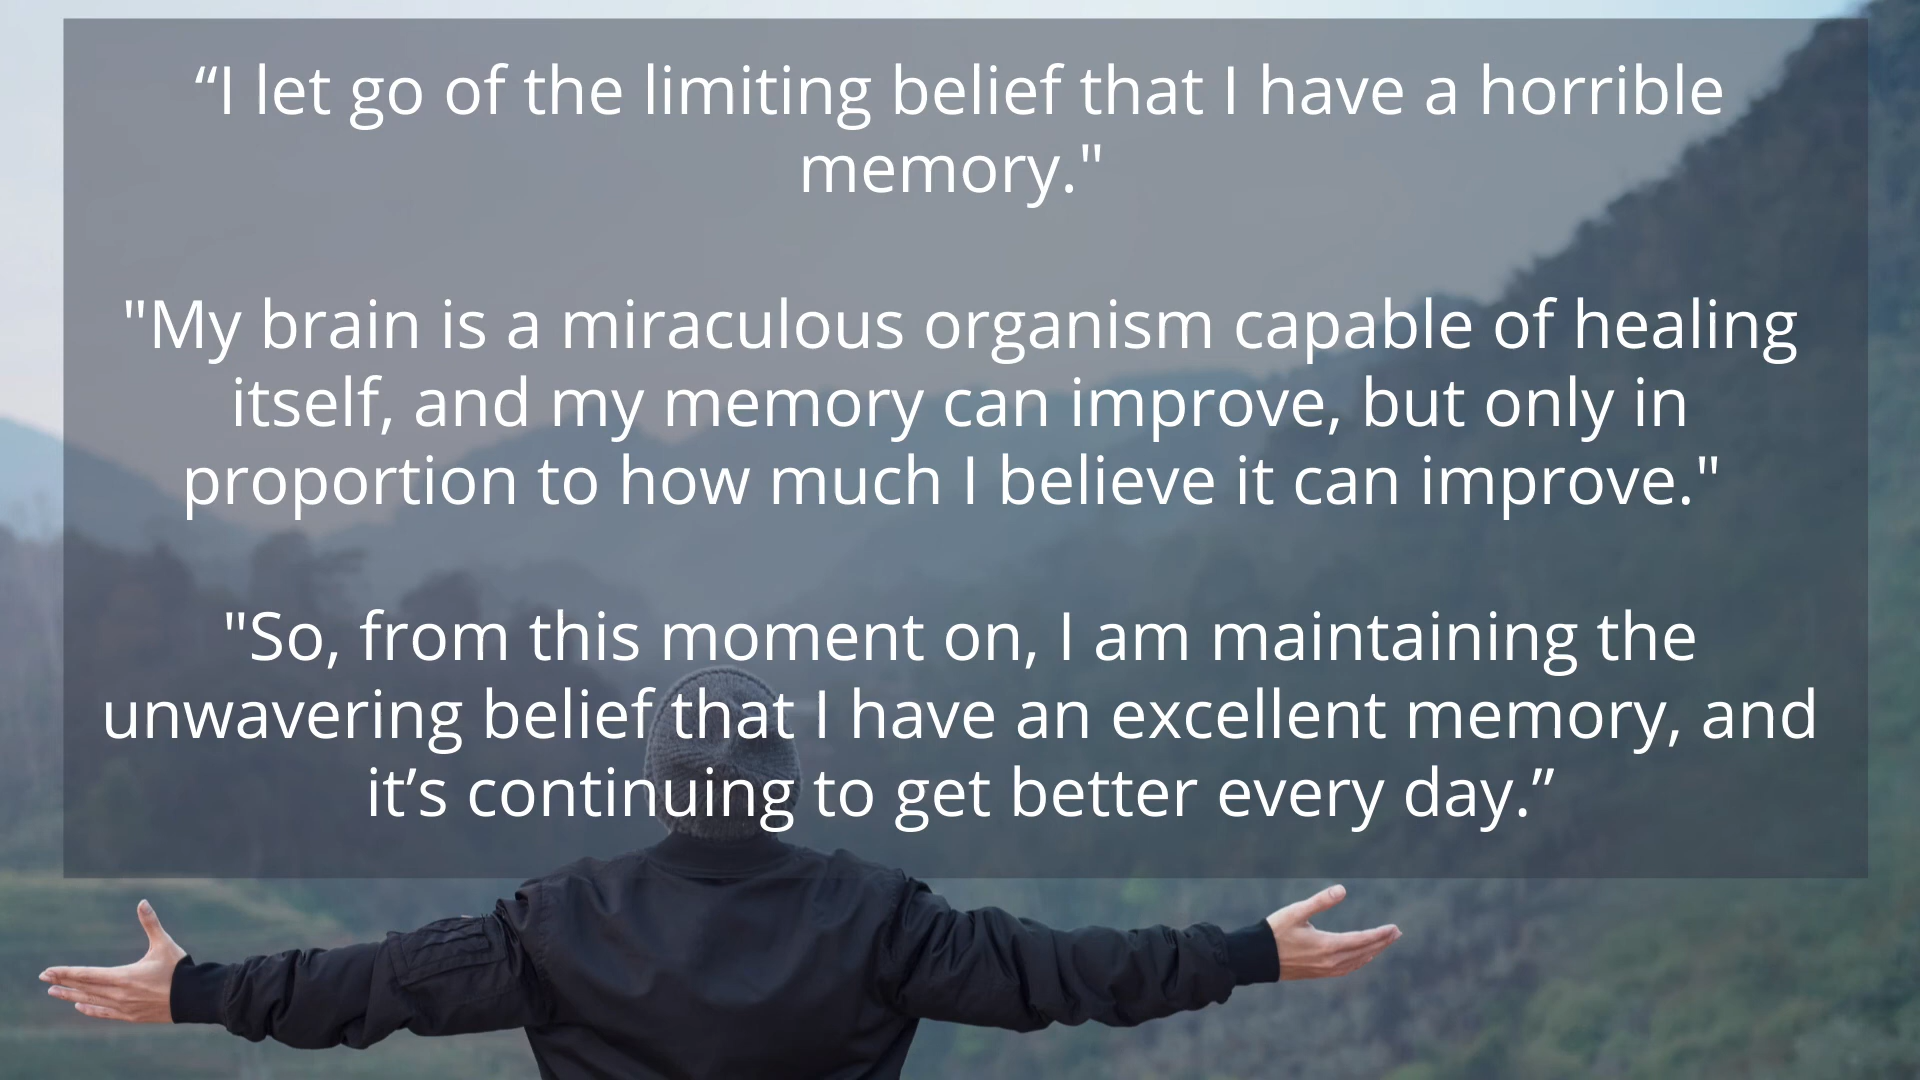 “I let go of the limiting belief that I have a horrible
memory."
"My brain is a miraculous organism capable of healing
itself, and my memory can improve, but only in
proportion to how much I believe it can improve."
"So, from this moment on, I am maintaining the
unwavering belief that I have an excellent memory, and
it’s continuing to get better every day.”